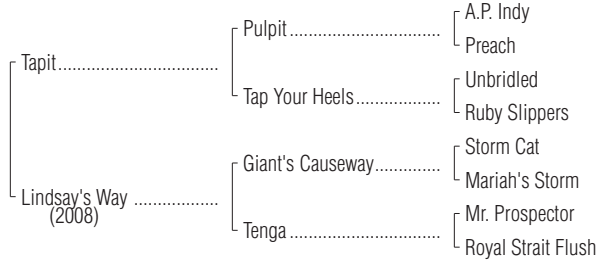 A.P. Indy
Pulpit..............................
Preach
Tapit.................................
Unbridled
Tap Your Heels.................
Ruby Slippers
Storm Cat
Giant's Causeway.............
Mariah's Storm
Lindsay's Way .................
(2008)
Mr. Prospector
Tenga..............................
Royal Strait Flush